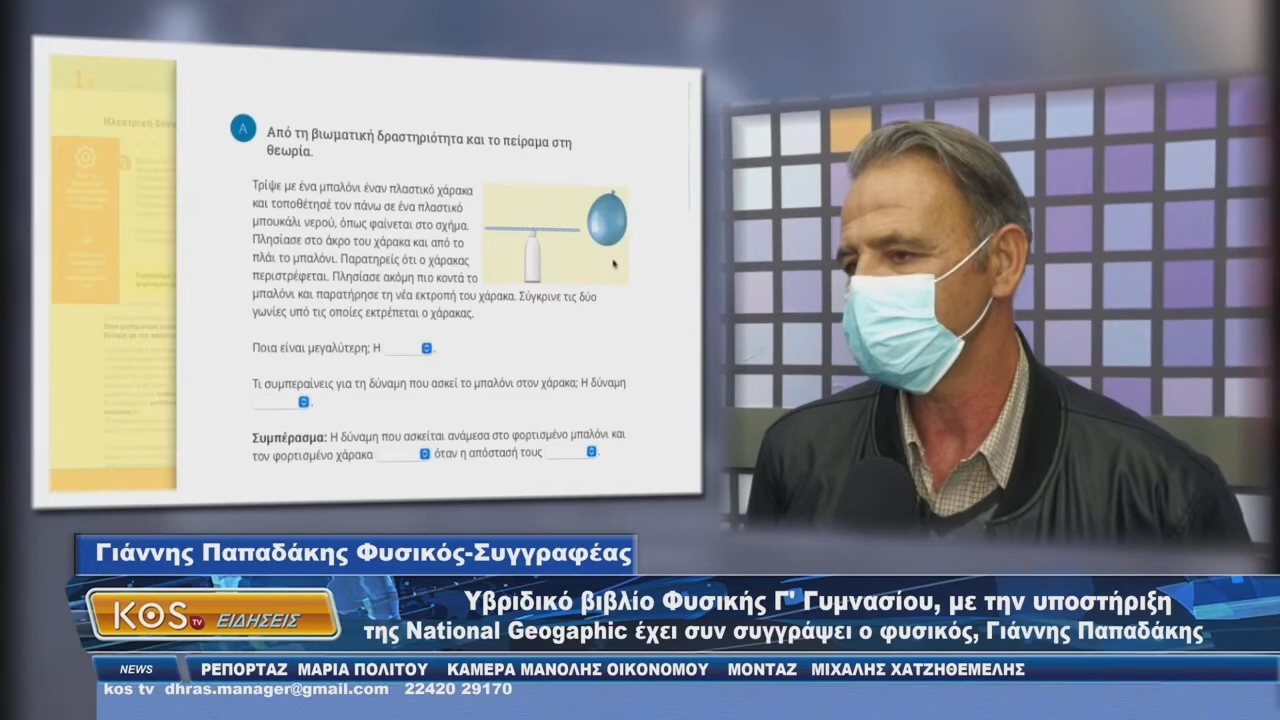 Ηλεκτρική δύνα
Α
Από τη βιωματική δραστηριότητα και το πείραμα στη
θεωρία.
Τρίψε με ένα μπαλόνι έναν πλαστικό χάρακα
και τοποθέτησέ τον πάνω σε ένα πλαστικό
μπουκάλι νερού, όπως φαίνεται στο σχήμα.
Πλησίασε στο άκρο του χάρακα και από το
πλάι το μπαλόνι. Παρατηρείς ότι ο χάρακας
περιστρέφεται. Πλησίασε ακόμη πιο κοντά το
μπαλόνι και παρατήρησε τη νέα εκτροπή του χάρακα. Σύγκρινε τις δύο
γωνίες υπό τις οποίες εκτρέπεται ο χάρακας.
Ποια είναι μεγαλύτερη; Η .
Τι συμπεραίνεις για τη δύναμη που ασκεί το μπαλόνι στον χάρακα; Η δύναμη
.
Συμπέρασμα: Η δύναμη που ασκείται ανάμεσα στο φορτισμένο μπαλόνι και
τον φορτισμένο χάρακα όταν η απόστασή τους .
Γιάννης Παπαδάκης Φυσικός-Συγγραφέας
KOS TV ΕΙΔΗΣΕΙΣ
Υβριδικό βιβλίο Φυσικής Γ' Γυμνασίου, με την υποστήριξη
της National Geogaphic έχει συν συγγράψει ο φυσικός, Γιάννης Παπαδάκης
NEWS
ΡΕΠΟΡΤΑΖ ΜΑΡΙΑ ΠΟΛΙΤΟΥ ΚΑΜΕΡΑ ΜΑΝΟΛΗΣ ΟΙΚΟΝΟΜΟΥ ΜΟΝΤΑΖ ΜΙΧΑΛΗΣ ΧΑΤΖΗΘΕΜΕΛΗΣ
kos tv dhras.manager@gmail.com 22420 29170